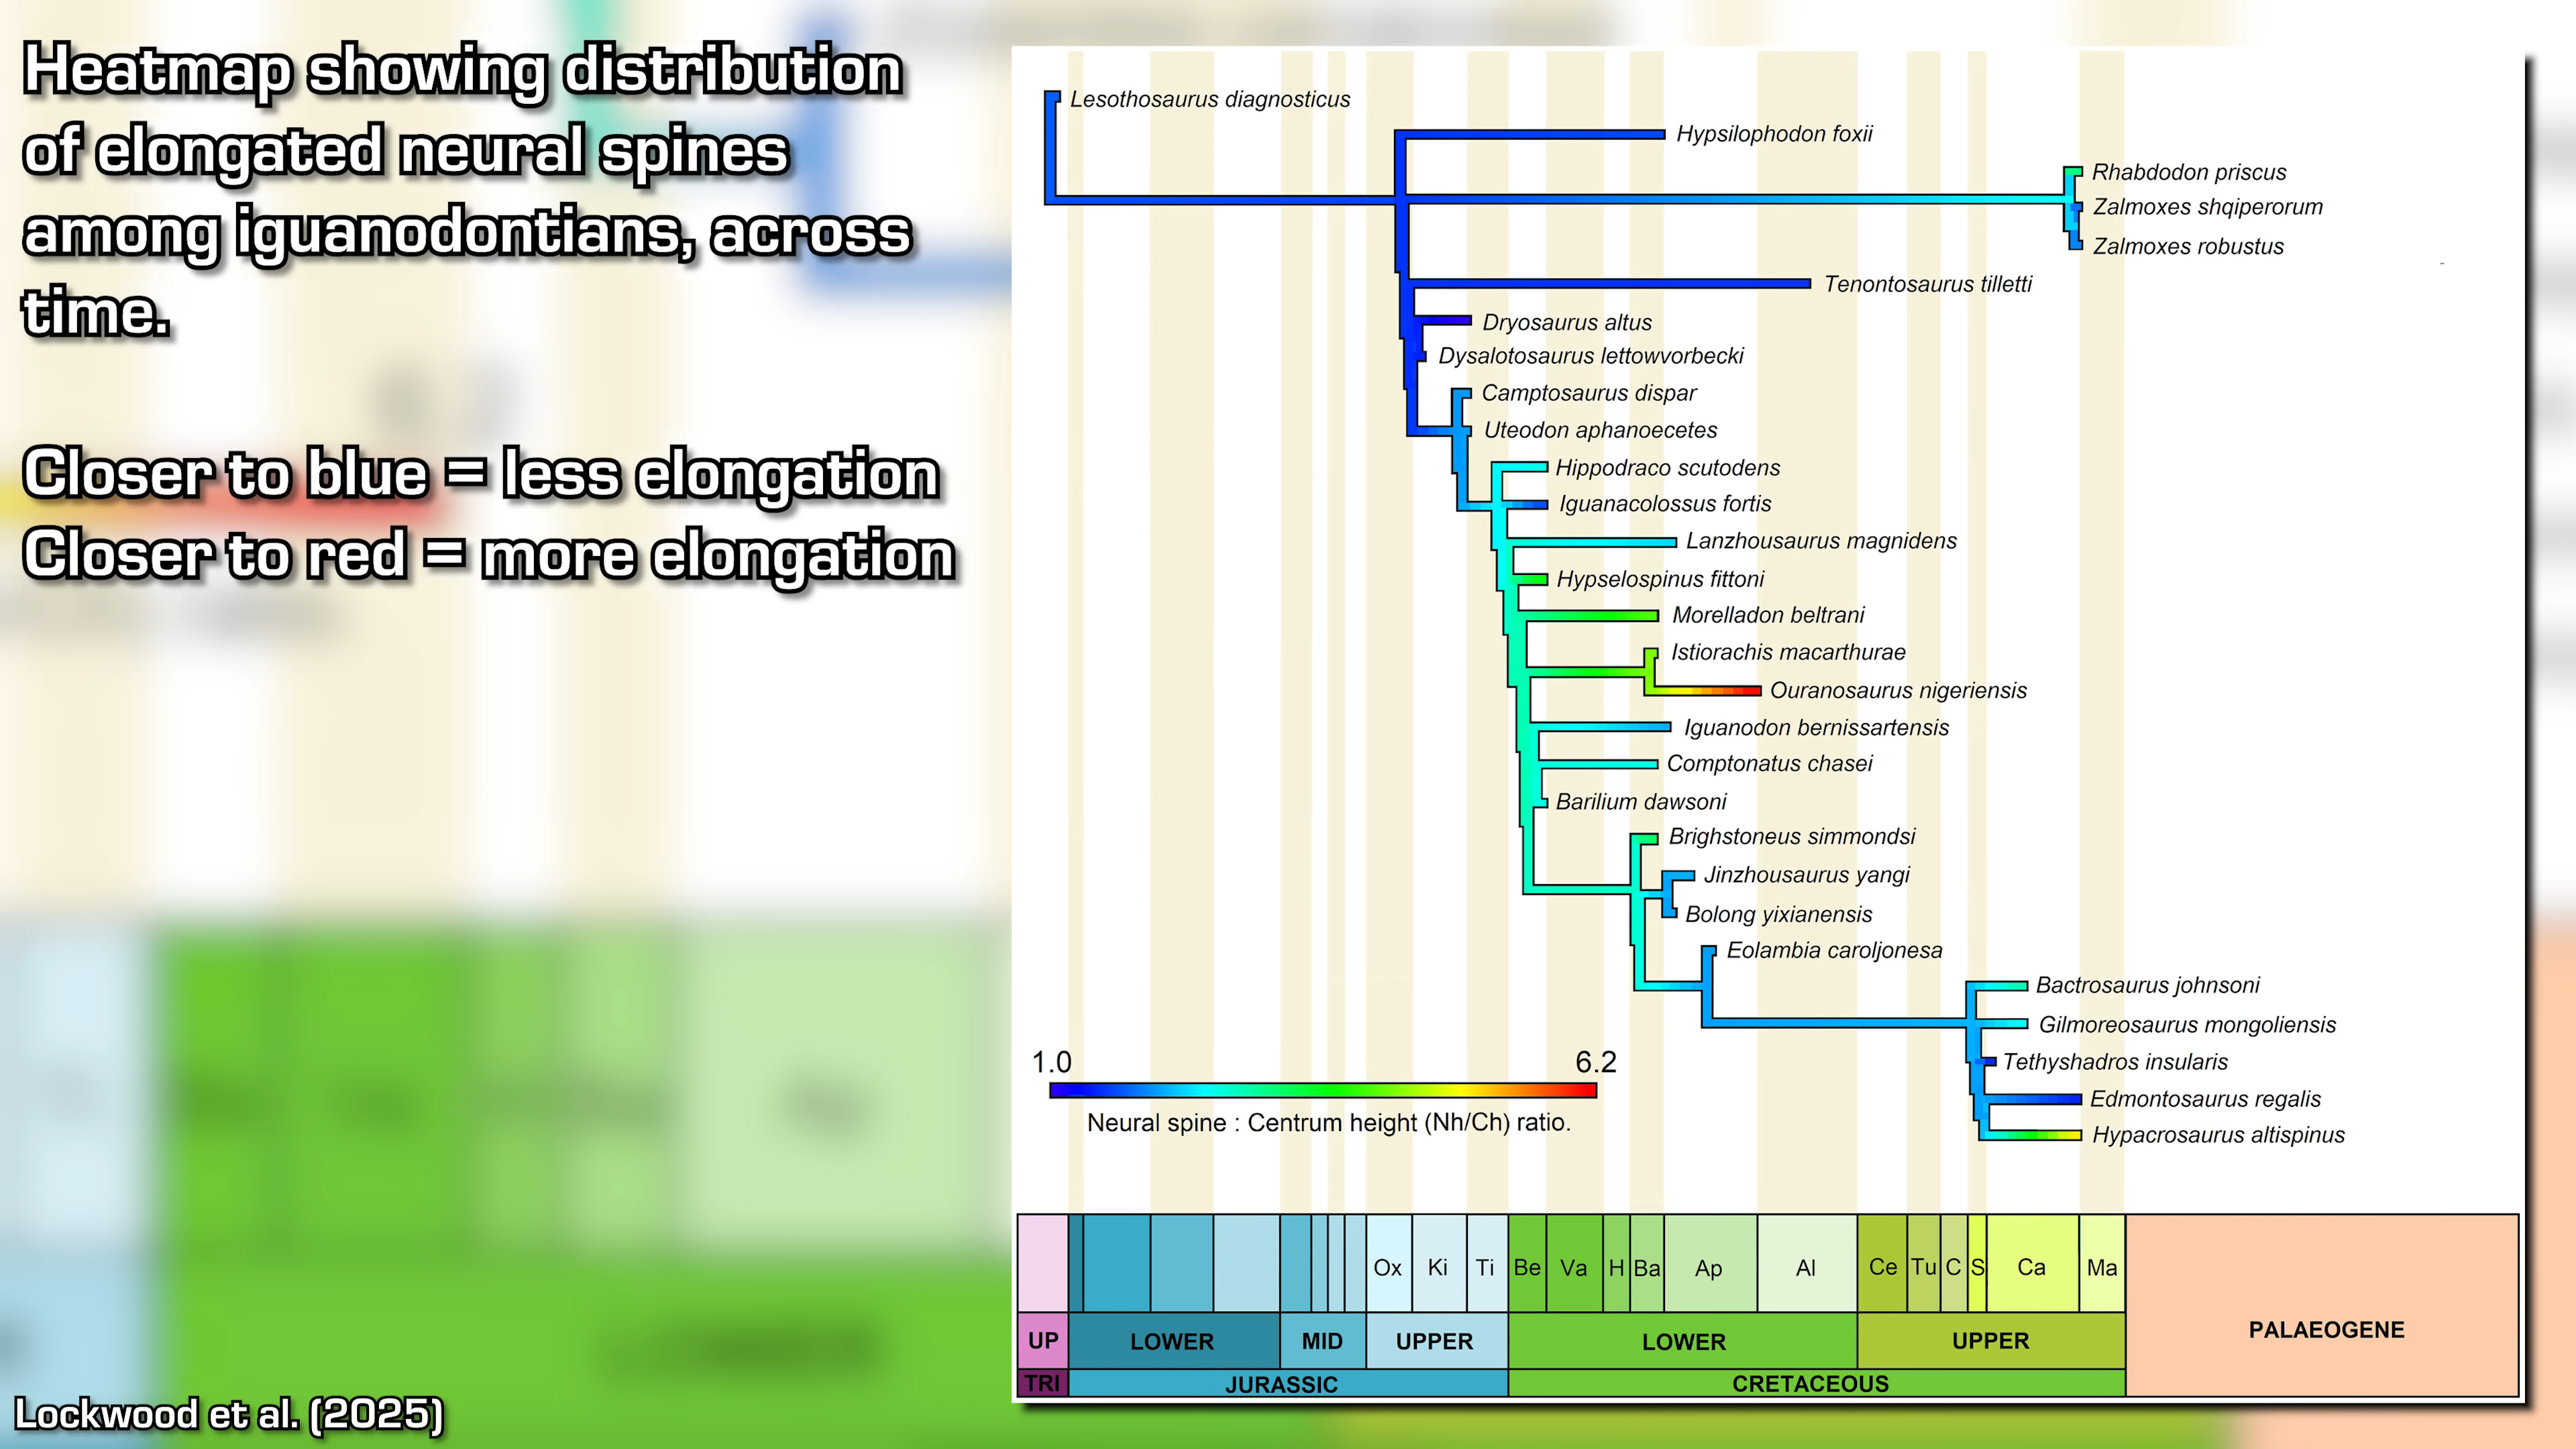 Heatmap showing distribution
of elongated neural spines
among iguanodontians, across
time.
Closer to blue = less elongation
Closer to red = more elongation
Lockwood et al. (2025)
Lesothosaurus diagnosticus
Hypsilophodon foxii
Rhabdodon priscus
Zalmoxes shqiperorum
Zalmoxes robustus
Tenontosaurus tilletti
Dryosaurus altus
Dysalotosaurus lettowvorbecki
Camptosaurus dispar
Uteodon aphanoecetes
Hippodraco scutodens
Iguanacolossus fortis
Lanzhousaurus magnidens
Hypselospinus fittoni
Morelladon beltrani
Istiorachis macarthurae
Ouranosaurus nigeriensis
Iguanodon bernissartensis
Comptonatus chasei
Barilium dawsoni
Brighstoneus simmondsi
Jinzhousaurus yangi
Bolong yixianensis
Eolambia caroljonesa
Bactrosaurus johnsoni
Gilmoreosaurus mongoliensis
Tethyshadros insularis
Edmontosaurus regalis
Hypacrosaurus altispinus
1.0 6.2
Neural spine : Centrum height (Nh/Ch) ratio.
Ox Ki Ti Be Va H Ba Ap Al Ce Tu C S Ca Ma
UP LOWER MID UPPER LOWER UPPER PALAEOGENE
TRI JURASSIC CRETACEOUS